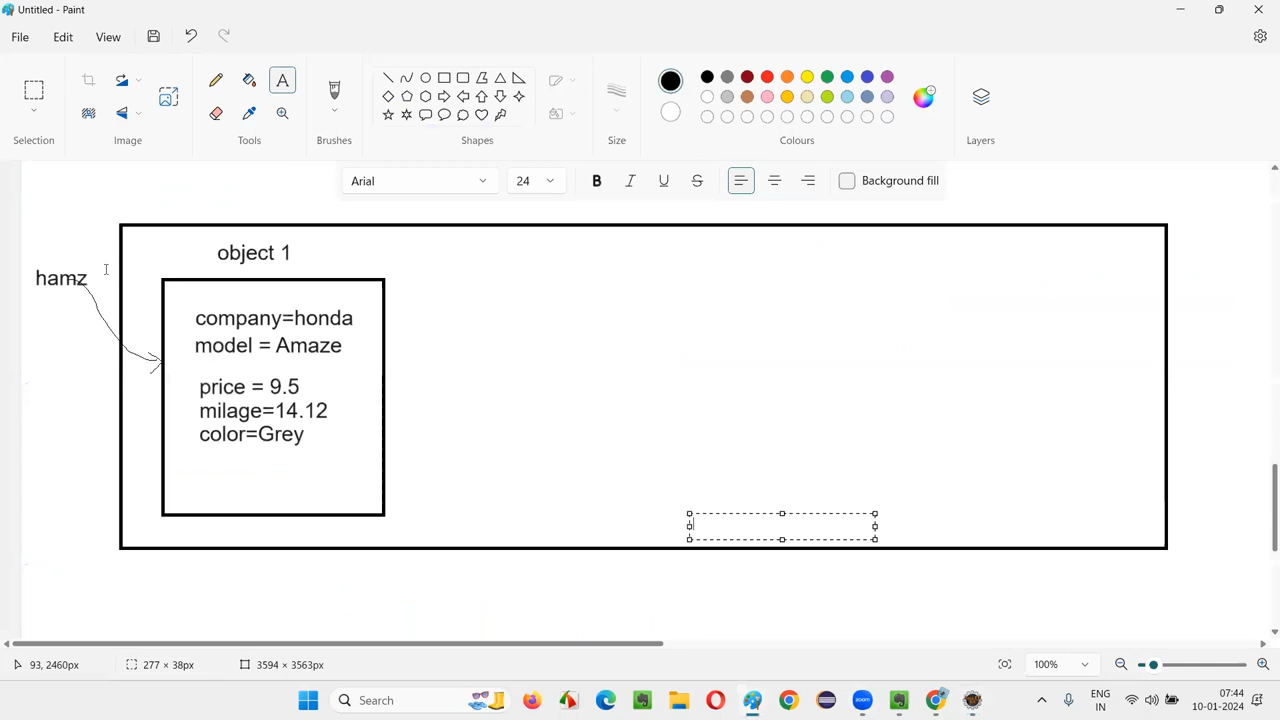 Untitled - Paint
File
Edit
View
Selection
Image
Tools
Brushes
Shapes
Size
Colours
Layers
A
Arial
24
B
I
U
S
Background fill
object 1
hamz
company=honda
model = Amaze
price = 9.5
milage=14.12
color=Grey
93, 2460px
277 × 38px
3594 × 3563px
100%
Search
zoom
ENG
IN
07:44
10-01-2024